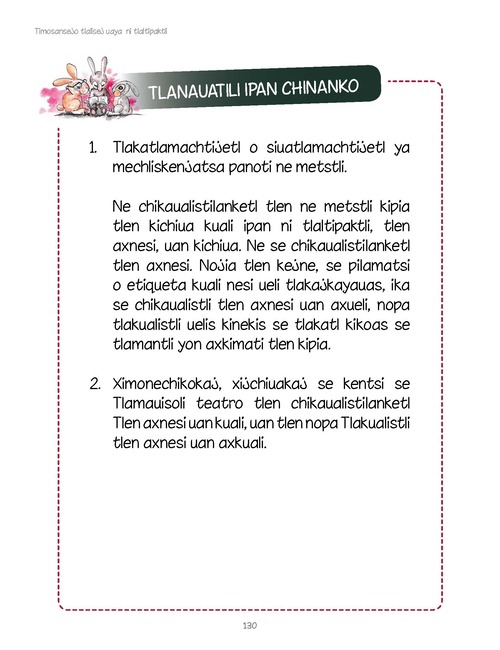 Timosansejo tlalisej uaya ni tlaltipaktli
TLANAUATILI IPAN CHINANKO
1. Tlakatlamachtijetl o siuatlamachtijetl ya
mechliskenjatsa panoti ne metstli.
Ne chikaualistilanketl tlen ne metstli kipia
tlen kichiua kuali ipan ni tlaltipaktli, tlen
axnesi, uan kichiua. Ne se chikaualistilanketl
tlen axnesi. Nojia tlen kejne, se pilamatsi
o etiqueta kuali nesi ueli tlakajkayauas, ika
se chikaualistli tlen axnesi uan axueli, nopa
tlakualistli uelis kinekis se tlakatl kikoas se
tlamantli yon axkimati tlen kipia.
2. Ximonechikokaj, xijchiuakaj se kentsi se
Tlamauisoli teatro tlen chikaualistilanketl
Tlen axnesi uan kuali, uan tlen nopa Tlakualistli
tlen axnesi uan axkuali.
130